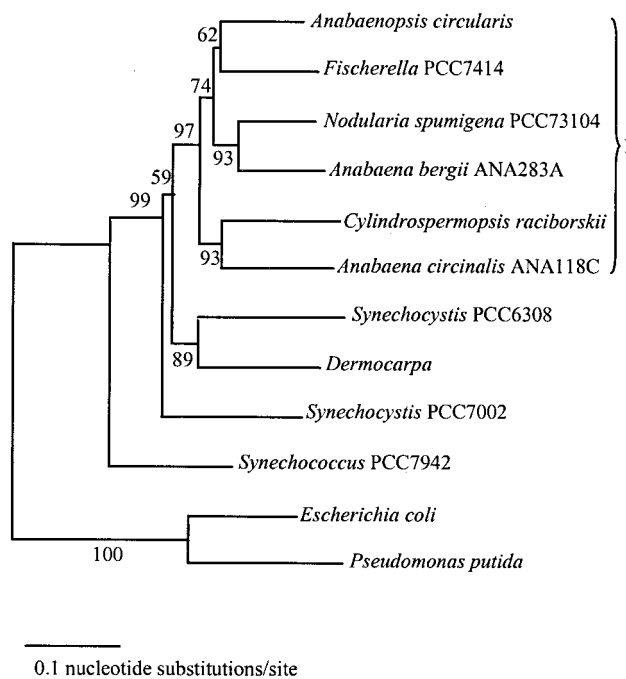 62
Anabaenopsis circularis
Fischerella PCC7414
74
Nodularia spumigena PCC73104
97
93
Anabaena bergii ANA283A
59
99
Cylindrospermopsis raciborskii
93
Anabaena circinalis ANA118C
Synechocystis PCC6308
89
Dermocarpa
Synechocystis PCC7002
Synechococcus PCC7942
Escherichia coli
100
Pseudomonas putida
0.1 nucleotide substitutions/site